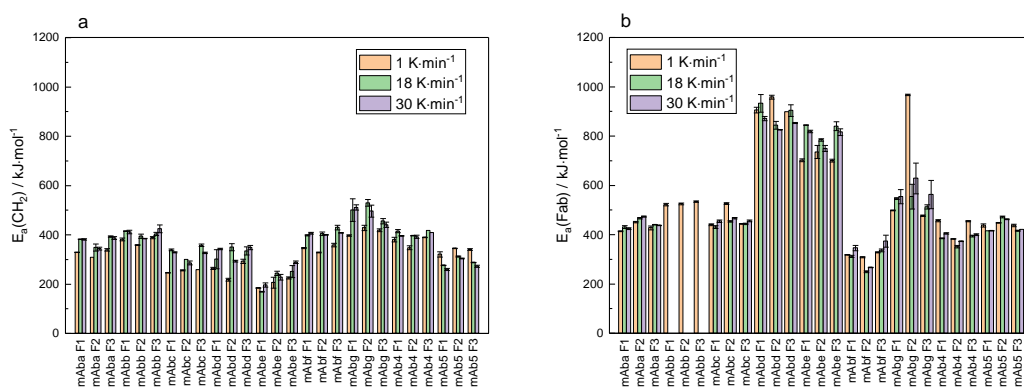 a
1200
1000
800
600
400
200
0
Eₐ(CH₂) / kJ·mol⁻¹
1 K·min⁻¹
18 K·min⁻¹
30 K·min⁻¹
mAba F1
mAba F2
mAba F3
mAbb F1
mAbb F2
mAbb F3
mAbc F1
mAbc F2
mAbc F3
mAbd F1
mAbd F2
mAbd F3
mAbe F1
mAbe F2
mAbe F3
mAbf F1
mAbf F2
mAbf F3
mAbg F1
mAbg F2
mAbg F3
mAb4 F1
mAb4 F2
mAb4 F3
mAb5 F1
mAb5 F2
mAb5 F3
b
1200
1000
800
600
400
200
0
Eₐ(Fab) / kJ·mol⁻¹
1 K·min⁻¹
18 K·min⁻¹
30 K·min⁻¹
mAba F1
mAba F2
mAba F3
mAbb F1
mAbb F2
mAbb F3
mAbc F1
mAbc F2
mAbc F3
mAbd F1
mAbd F2
mAbd F3
mAbe F1
mAbe F2
mAbe F3
mAbf F1
mAbf F2
mAbf F3
mAbg F1
mAbg F2
mAbg F3
mAb4 F1
mAb4 F2
mAb4 F3
mAb5 F1
mAb5 F2
mAb5 F3